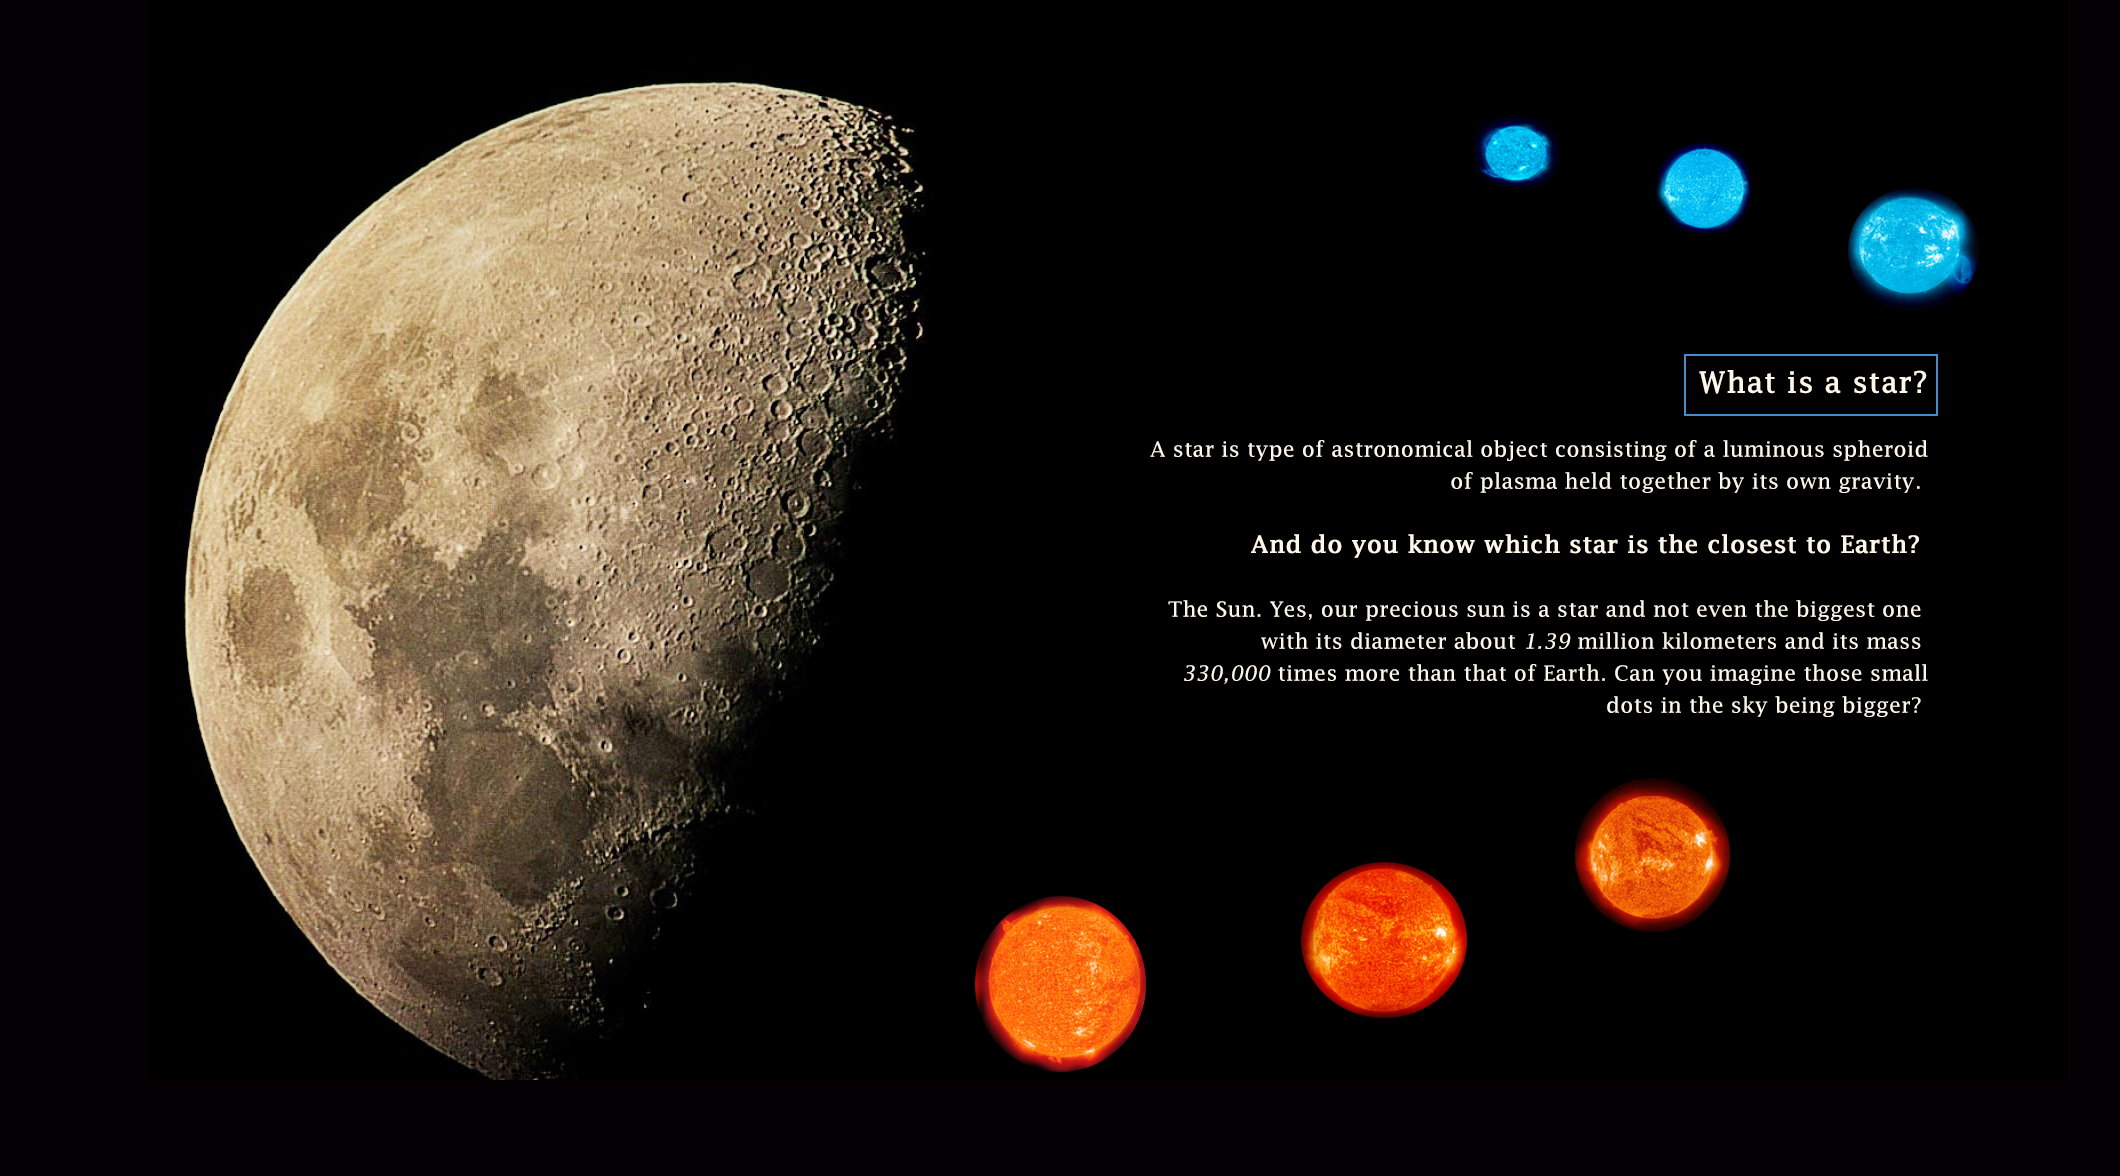 What is a star?
A star is type of astronomical object consisting of a luminous spheroid
of plasma held together by its own gravity.
And do you know which star is the closest to Earth?
The Sun. Yes, our precious sun is a star and not even the biggest one
with its diameter about 1.39 million kilometers and its mass
330,000 times more than that of Earth. Can you imagine those small
dots in the sky being bigger?